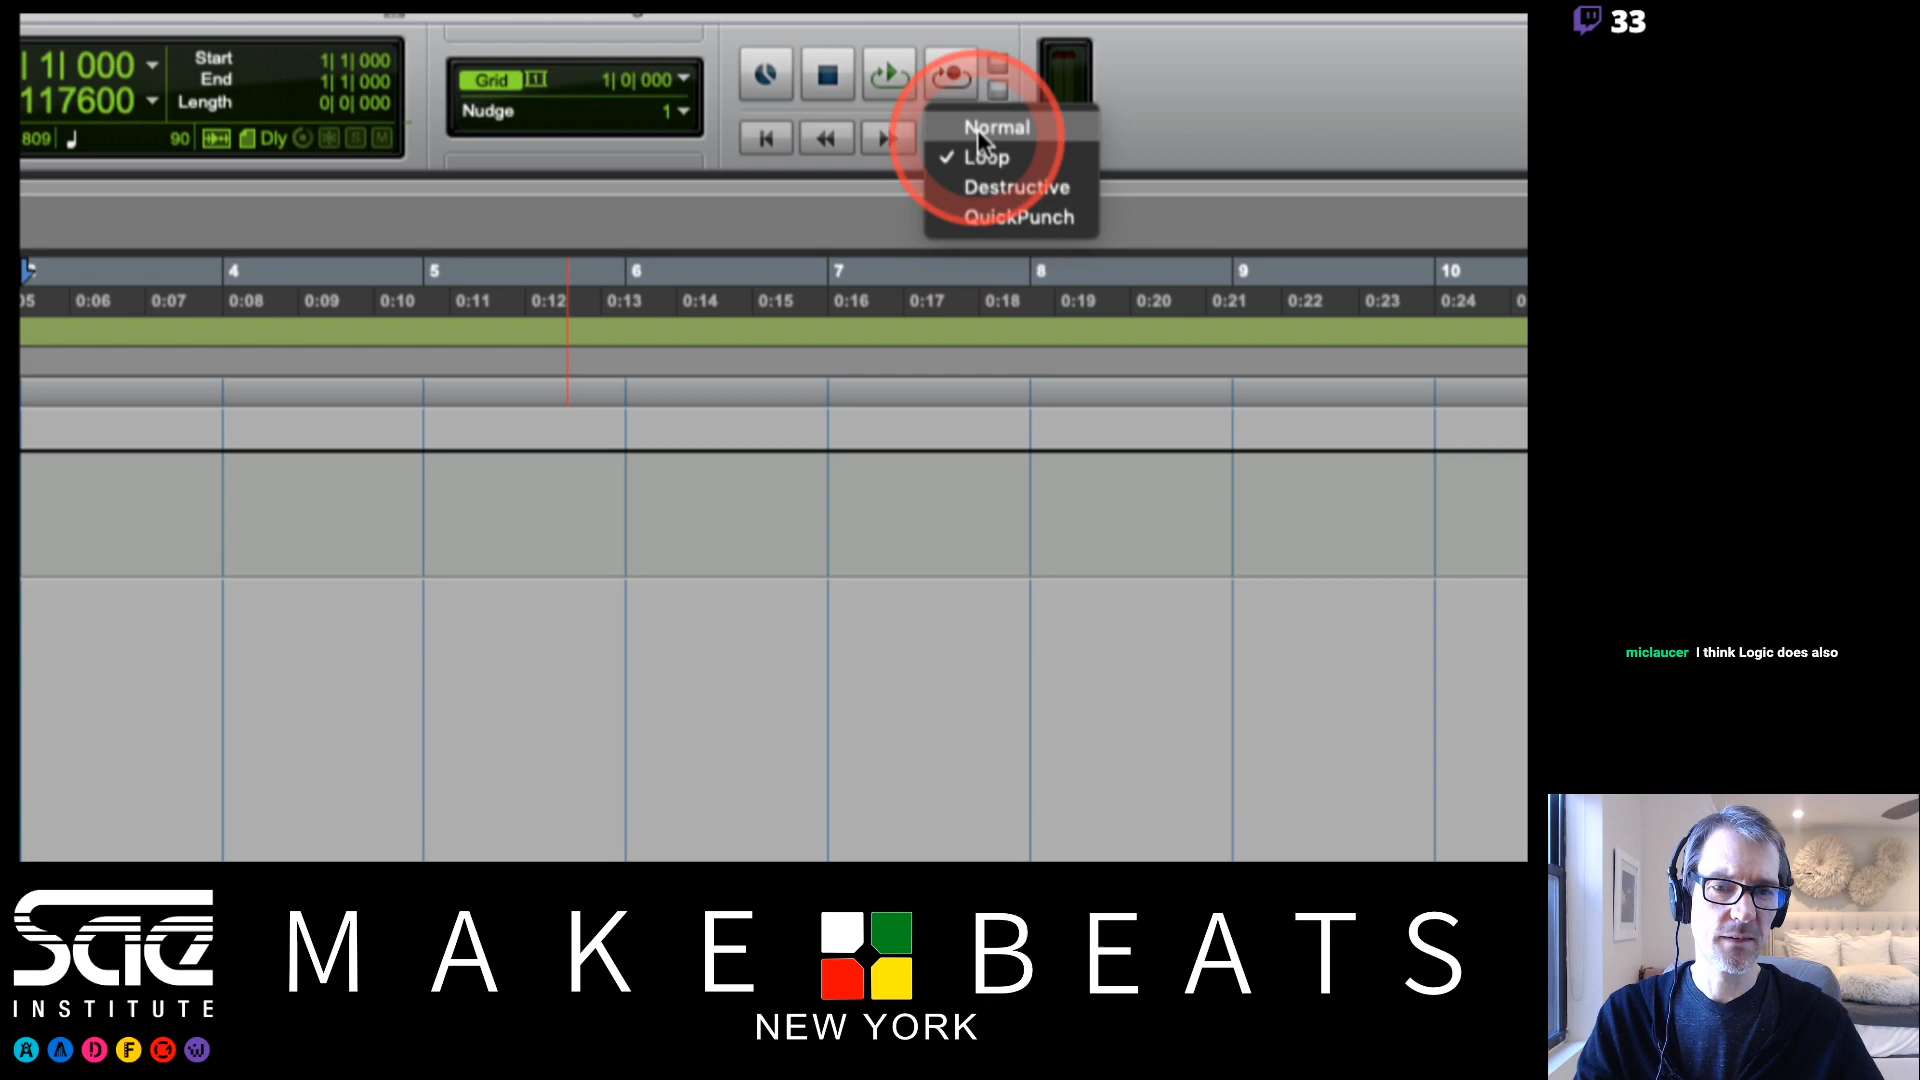 1| 000
117600
Start 1| 1| 000
End 1| 1| 000
Length 0| 0| 000
809 90 Dly S M
Grid 1| 0| 000
Nudge 1
Normal
Loop
Destructive
QuickPunch
4 5 6 7 8 9 10
0:06 0:07 0:08 0:09 0:10 0:11 0:12 0:13 0:14 0:15 0:16 0:17 0:18 0:19 0:20 0:21 0:22 0:23 0:24
33
miclaucer I think Logic does also
sae
INSTITUTE
A A D F W
MAKE BEATS
NEW YORK